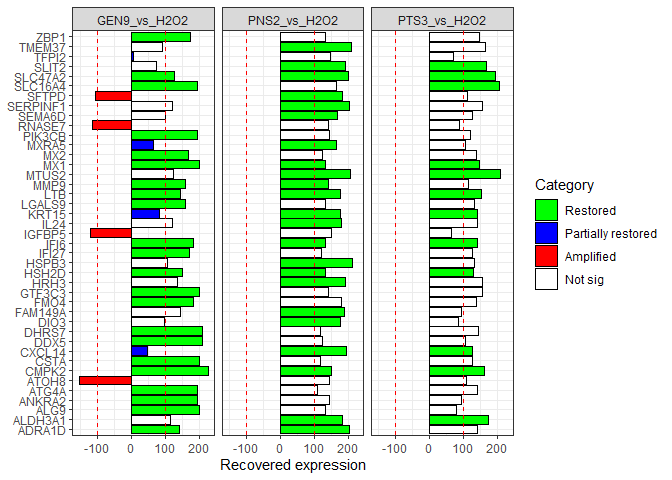 GEN9_vs_H2O2 PNS2_vs_H2O2 PTS3_vs_H2O2
ZBP1
TMEM37
TFPI2
SLIT2
SLC47A2
SLC16A4
SFTPD
SERPINF1
SEMA6D
RNASE7
PIK3CB
MXRA5
MX2
MX1
MTUS2
MMP9
LTB
LGALS9
KRT15
IL24
IGFBP5
IFI6
IFI27
HSPB3
HSH2D
HRH3
GTF3C3
FMO4
FAM149A
DIO3
DHRS7
DDX5
CXCL14
CSTA
CMPK2
ATOH8
ATG4A
ANKRA2
ALG9
ALDH3A1
ADRA1D
-100 0 100 200 -100 0 100 200 -100 0 100 200
Recovered expression
Category
Restored
Partially restored
Amplified
Not sig